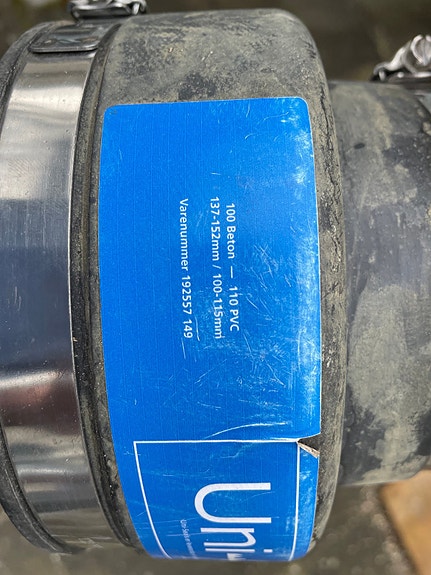 100 Beton — 110 PVC
137-152mm / 100-115mm
Varenummer 192557 149
Uni